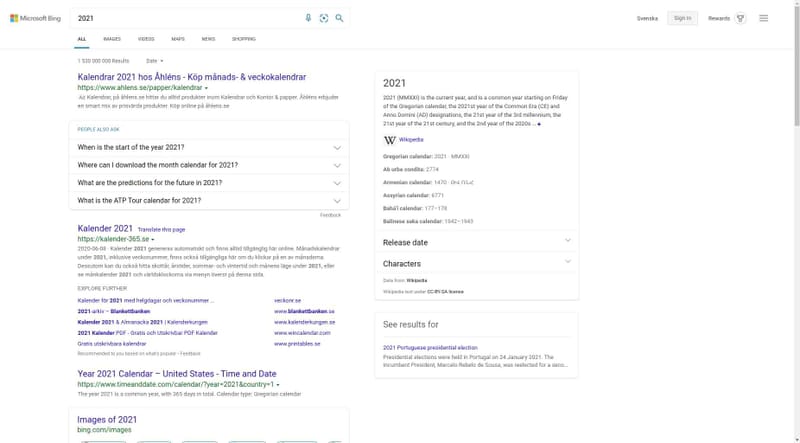 Microsoft Bing
2021
Svenska
Sign in
Rewards
ALL
IMAGES
VIDEOS
MAPS
NEWS
SHOPPING
1 520 000 000 Results
Date
Kalendrar 2021 hos Åhléns - Köp månads- & veckokalendrar
https://www.ahlens.se/papper/kalendrar
Ad Kalendrar, på åhlens.se hittar du alltid produkter inom Kalendrar och Kontor & papper. Åhléns erbjuder
en smart mix av prisvärda produkter. Köp online på åhlens.se
PEOPLE ALSO ASK
When is the start of the year 2021?
Where can I download the month calendar for 2021?
What are the predictions for the future in 2021?
What is the ATP Tour calendar for 2021?
Feedback
Kalender 2021 Translate this page
https://kalender-365.se
2020-06-08 · Kalender 2021 genereras automatiskt och finns alltid tillgänglig här online. Månadskalendrar
under 2021, inklusive veckonummer, finns också tillgängliga här om du klickar på en av månaderna.
Dessutom kan du också hitta skottår, årstider, sommar- och vintertid och månens läge under 2021, eller
se månkalender 2021 och världsklockorna via menyn överst på denna sida.
EXPLORE FURTHER
Kalender för 2021 med helgdagar och veckonummer ...
veckonr.se
2021-arkiv – Blankettbanken
www.blankettbanken.se
Kalender 2021 & Almanacka 2021 | Kalenderkungen
www.kalenderkungen.se
2021 Kalender PDF - Gratis och Utskrivbar PDF Kalender
www.wincalendar.com
Gratis utskrivbara kalendrar
www.printables.se
Recommended to you based on what's popular • Feedback
Year 2021 Calendar – United States - Time and Date
https://www.timeanddate.com/calendar/?year=2021&country=1
The year 2021 is a common year, with 365 days in total. Calendar type: Gregorian calendar
Images of 2021
bing.com/images
2021
2021 (MMXXI) is the current year, and is a common year starting on Friday
of the Gregorian calendar, the 2021st year of the Common Era (CE) and
Anno Domini (AD) designations, the 21st year of the 3rd millennium, the
21st year of the 21st century, and the 2nd year of the 2020s ...
W Wikipedia
Gregorian calendar: 2021 · MMXXI
Ab urbe condita: 2774
Armenian calendar: 1470 · ԹՎ ՌՆՀ
Assyrian calendar: 6771
Bahá'í calendar: 177–178
Balinese saka calendar: 1942–1943
Release date
Characters
Data from: Wikipedia
Wikipedia text under CC-BY-SA license
See results for
2021 Portuguese presidential election
Presidential elections were held in Portugal on 24 January 2021. The
incumbent President, Marcelo Rebelo de Sousa, was reelected for a seco...